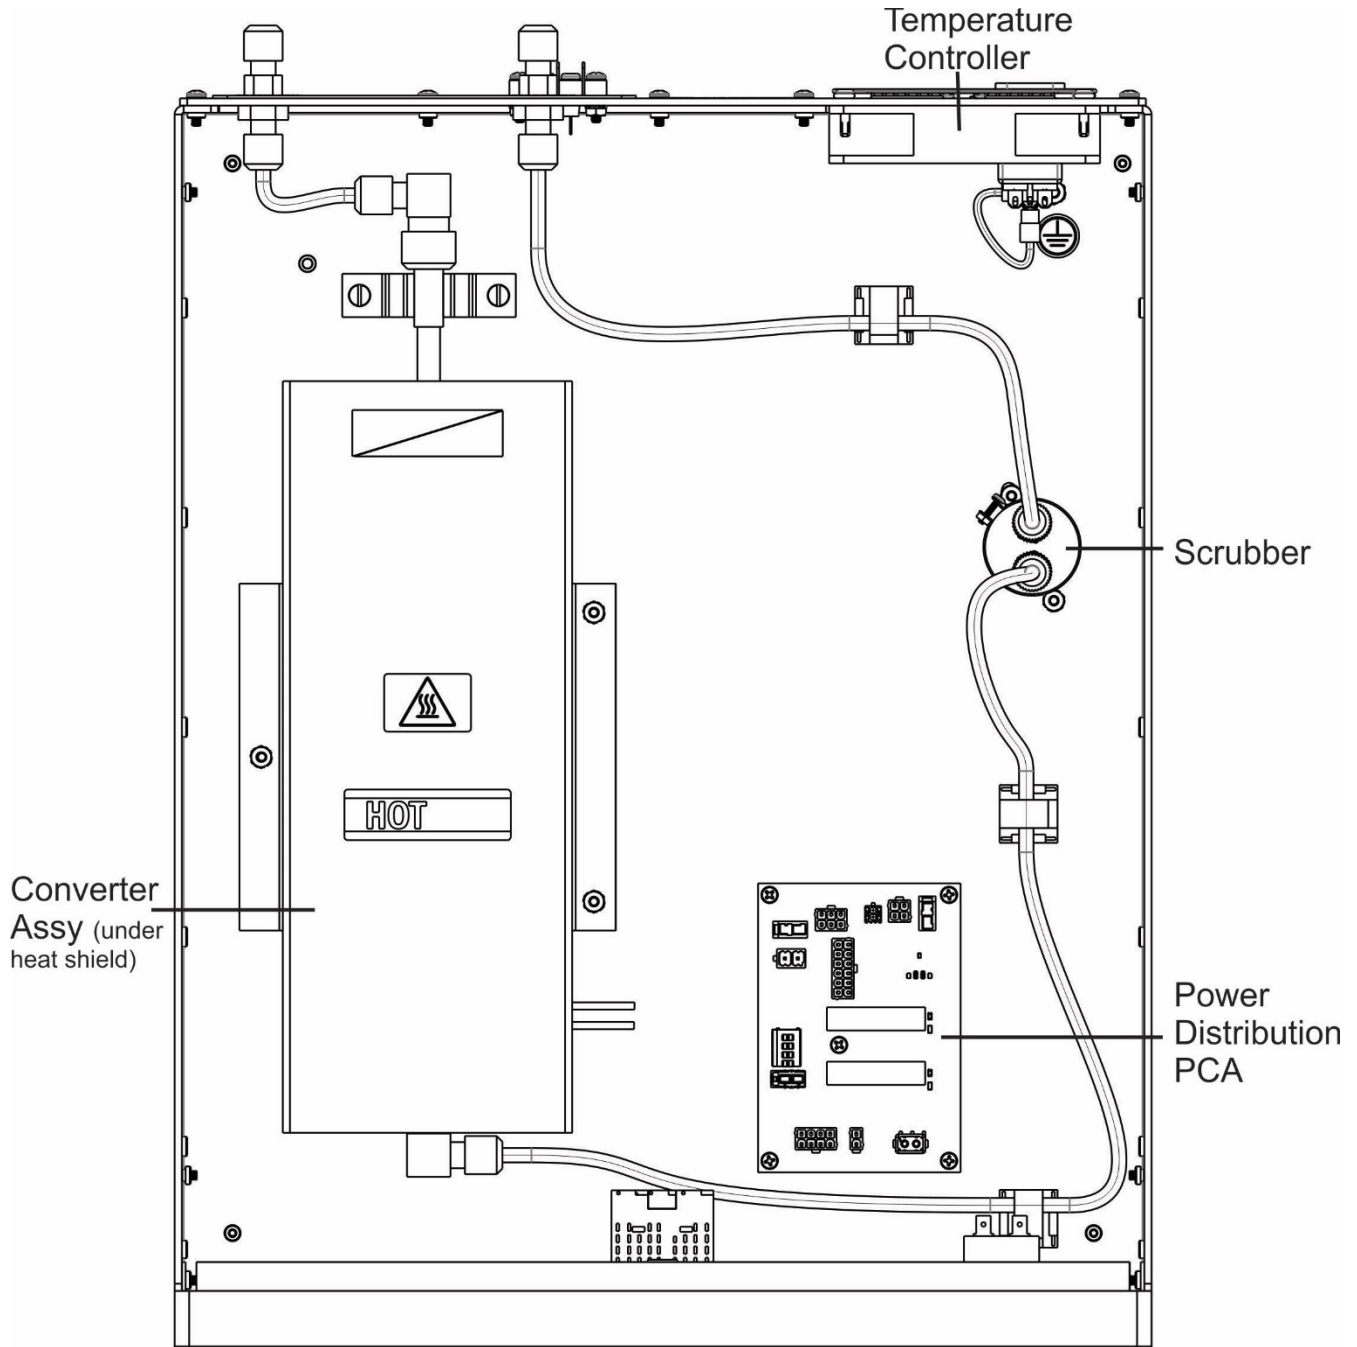 Temperature
Controller
Scrubber
HOT
Converter
Assy (under
heat shield)
Power
Distribution
PCA